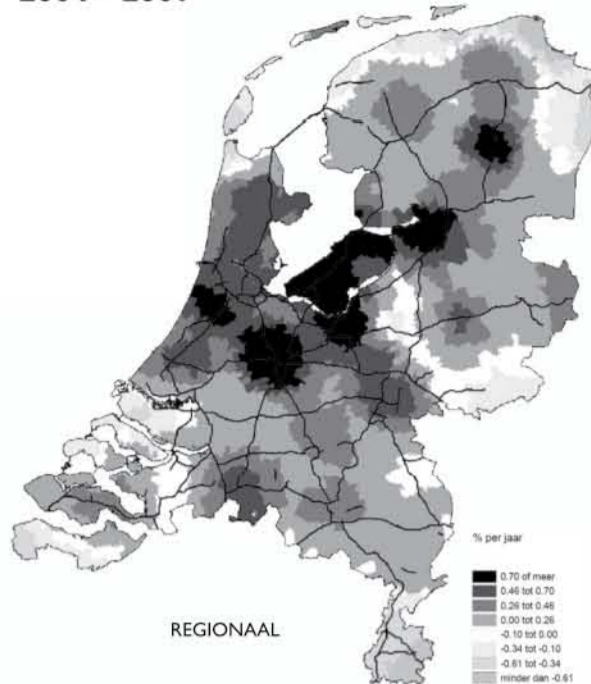 % per jaar
0.70 of meer
0.46 tot 0.70
0.26 tot 0.46
0.00 tot 0.26
-0.10 tot 0.00
-0.34 tot -0.10
-0.61 tot -0.34
minder dan -0.61
REGIONAAL